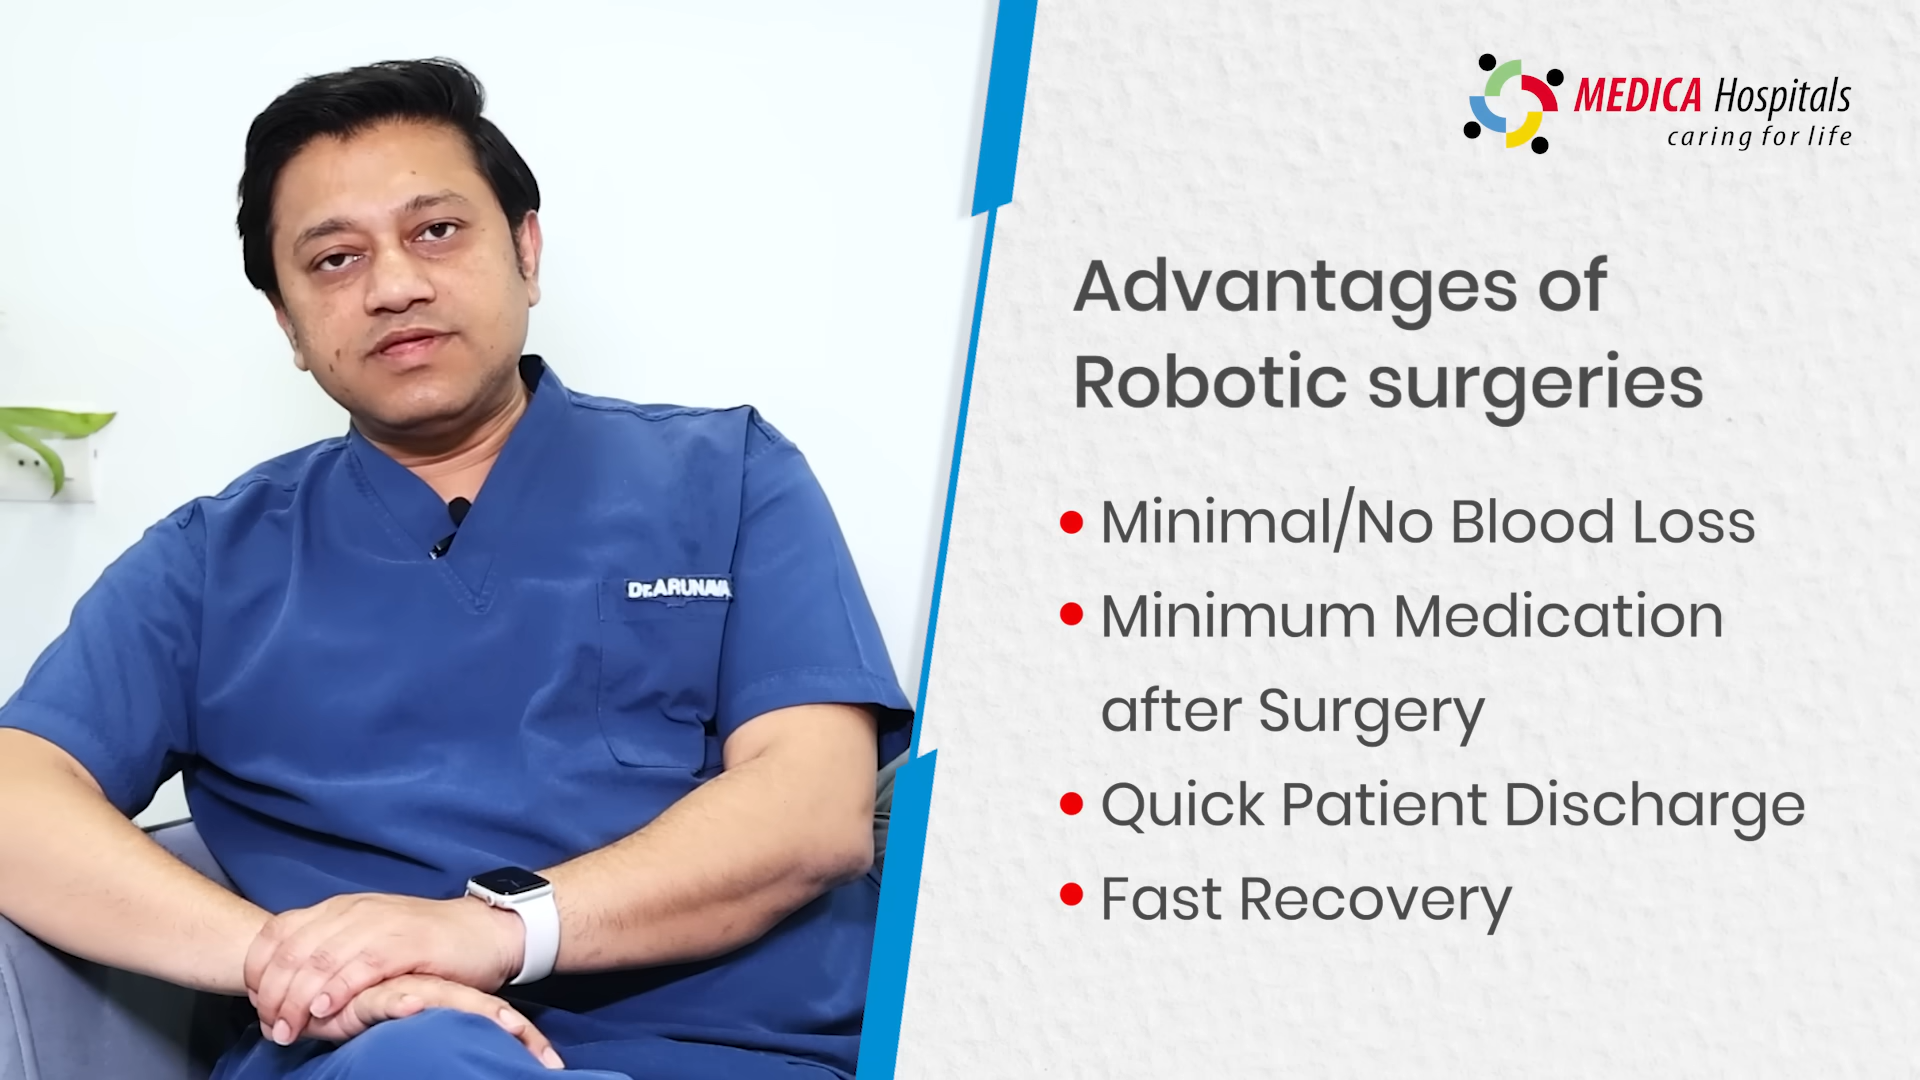 MEDICA Hospitals
caring for life
Advantages of
Robotic surgeries
Minimal/No Blood Loss
Minimum Medication
after Surgery
Quick Patient Discharge
Fast Recovery
Dr.ARUNAVA